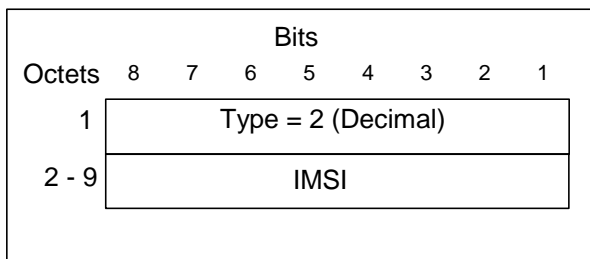 Bits
Octets 8 7 6 5 4 3 2 1
1 Type = 2 (Decimal)
2 - 9 IMSI